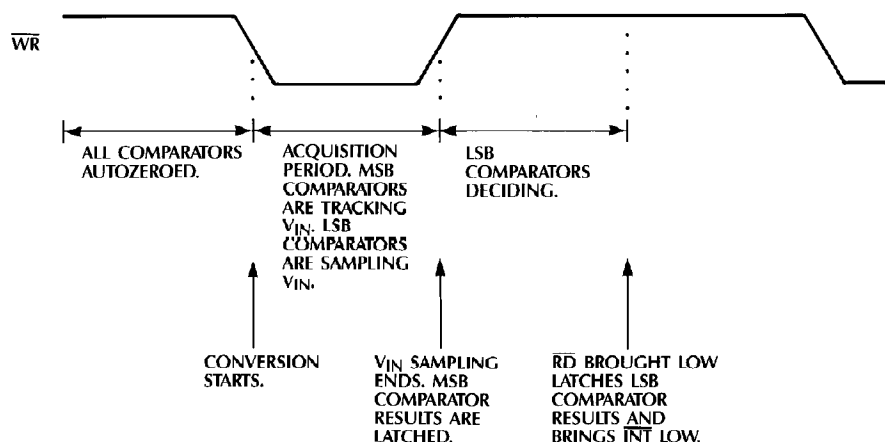 WR
ALL COMPARATORS
AUTOZEROED.
ACQUISITION
PERIOD. MSB
COMPARATORS
ARE TRACKING
VIN. LSB
COMPARATORS
ARE SAMPLING
VIN.
LSB
COMPARATORS
DECIDING.
CONVERSION
STARTS.
VIN SAMPLING
ENDS. MSB
COMPARATOR
RESULTS ARE
LATCHED.
RD BROUGHT LOW
LATCHES LSB
COMPARATOR
RESULTS AND
BRINGS INT LOW.